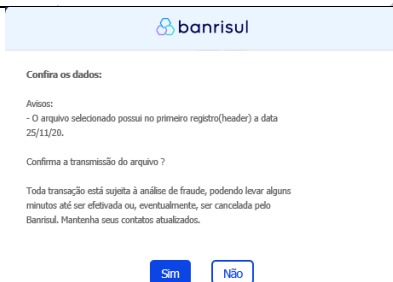 banrisul
Confira os dados:
Avisos:
- O arquivo selecionado possui no primeiro registro(header) a data
25/11/20.
Confirma a transmissão do arquivo ?
Toda transação está sujeita à análise de fraude, podendo levar alguns
minutos até ser efetivada ou, eventualmente, ser cancelada pelo
Banrisul. Mantenha seus contatos atualizados.
Sim Não